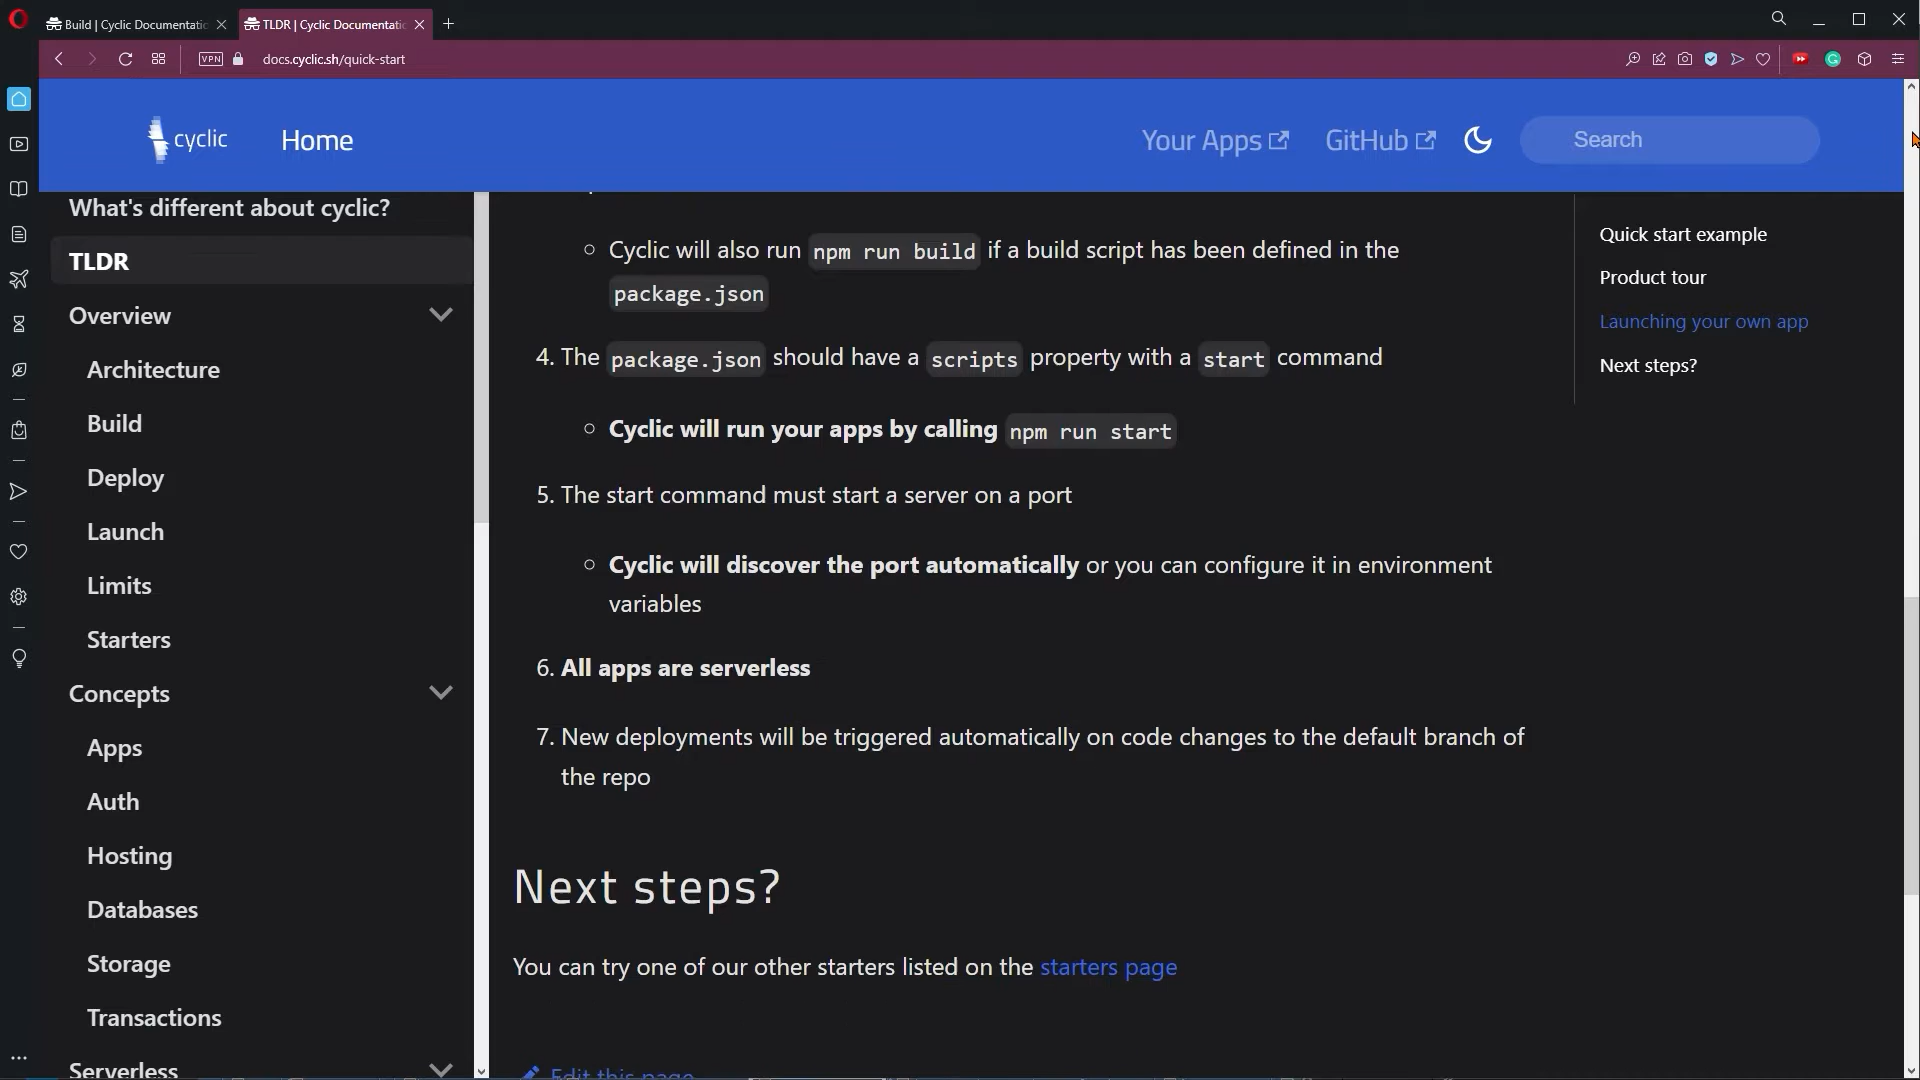 Build | Cyclic Documentatic
TLDR | Cyclic Documentatic
VPN
docs.cyclic.sh/quick-start
cyclic
Home
Your Apps
GitHub
Search
What's different about cyclic?
TLDR
Overview
Architecture
Build
Deploy
Launch
Limits
Starters
Concepts
Apps
Auth
Hosting
Databases
Storage
Transactions
Serverless
Cyclic will also run npm run build if a build script has been defined in the
package.json
4. The package.json should have a scripts property with a start command
Cyclic will run your apps by calling npm run start
5. The start command must start a server on a port
Cyclic will discover the port automatically or you can configure it in environment
variables
6. All apps are serverless
7. New deployments will be triggered automatically on code changes to the default branch of
the repo
Next steps?
You can try one of our other starters listed on the starters page
Edit this page
Quick start example
Product tour
Launching your own app
Next steps?